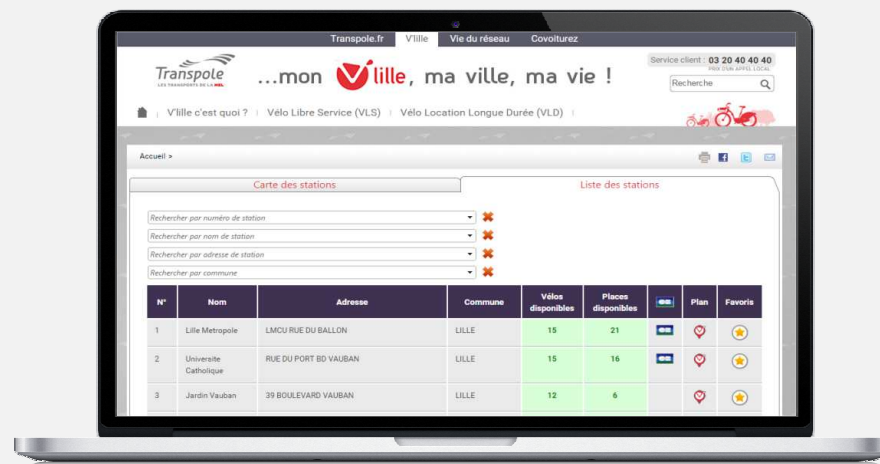 Transpole.fr V'lille Vie du réseau Covoiturez
Transpole
LES TRANSPORTS DE LA MEL
...mon V'lille, ma ville, ma vie !
Service client : 03 20 40 40 40
PRIX D'UN APPEL LOCAL
Recherche
V'lille c'est quoi ? Vélo Libre Service (VLS) Vélo Location Longue Durée (VLD)
Accueil »
Carte des stations Liste des stations
Rechercher par numéro de station
Rechercher par nom de station
Rechercher par adresse de station
Rechercher par commune
N° Nom Adresse Commune Vélos disponibles Places disponibles CB Plan Favoris
1 Lille Metropole LMCU RUE DU BALLON LILLE 15 21 CB
2 Universite Catholique RUE DU PORT BD VAUBAN LILLE 15 16 CB
3 Jardin Vauban 39 BOULEVARD VAUBAN LILLE 12 6